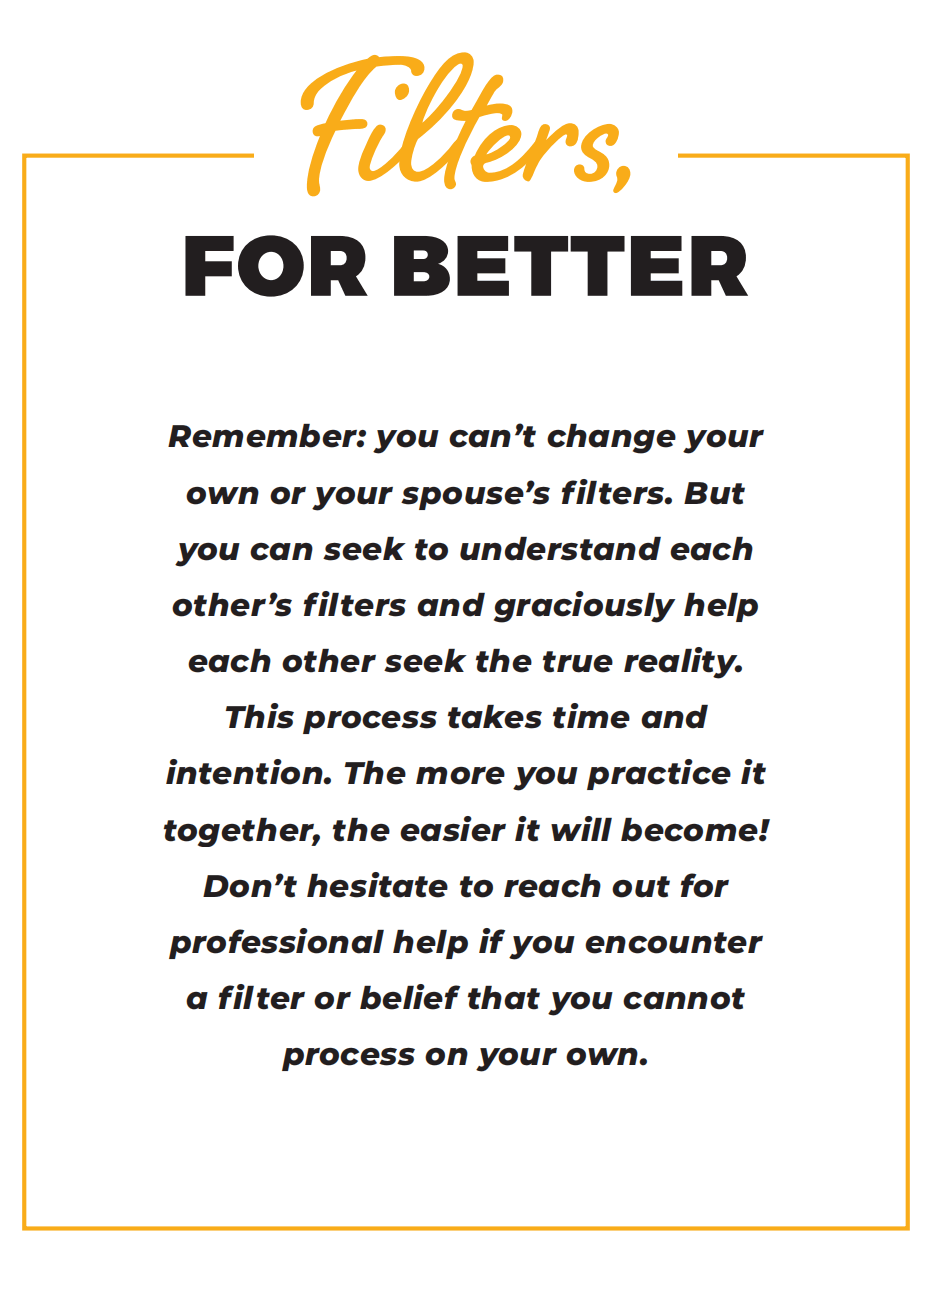 Filters,
FOR BETTER
Remember: you can’t change your
own or your spouse’s filters. But
you can seek to understand each
other’s filters and graciously help
each other seek the true reality.
This process takes time and
intention. The more you practice it
together, the easier it will become!
Don’t hesitate to reach out for
professional help if you encounter
a filter or belief that you cannot
process on your own.